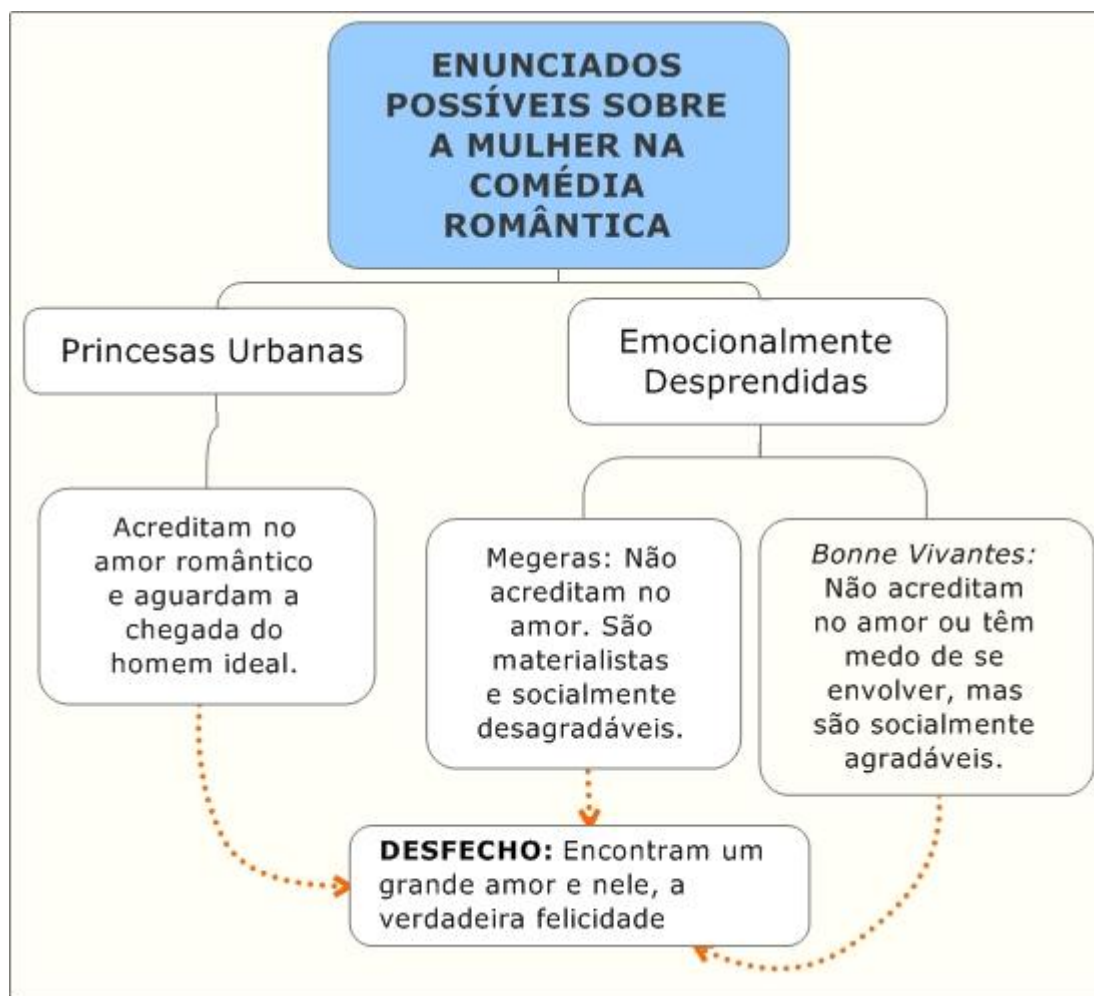 ENUNCIADOS
POSSÍVEIS SOBRE
A MULHER NA
COMÉDIA
ROMÂNTICA
Princesas Urbanas
Emocionalmente
Desprendidas
Acreditam no
amor romântico
e aguardam a
chegada do
homem ideal.
Megeras: Não
acreditam no
amor. São
materialistas
e socialmente
desagradáveis.
Bonne Vivantes:
Não acreditam
no amor ou têm
medo de se
envolver, mas
são socialmente
agradáveis.
DESFECHO: Encontram um
grande amor e nele, a
verdadeira felicidade